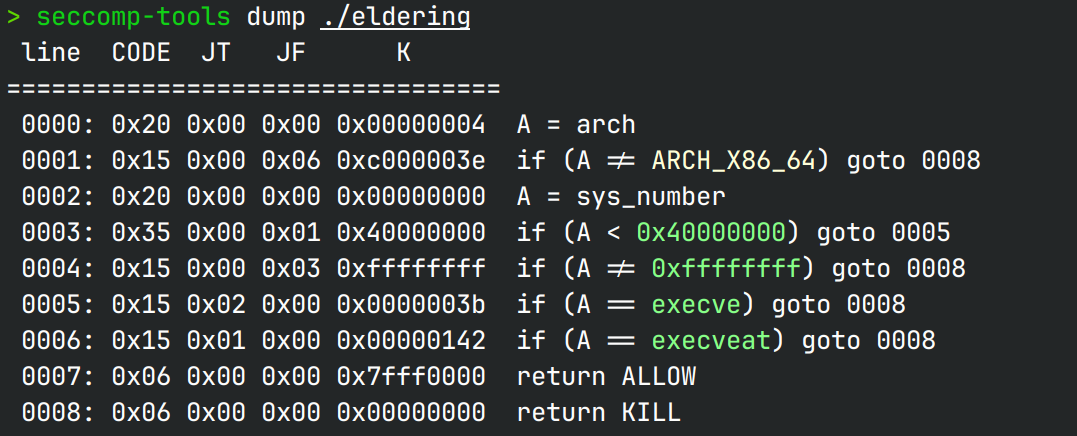 > seccomp-tools dump ./eldering
line CODE JT JF K
=================================
0000: 0x20 0x00 0x00 0x00000004 A = arch
0001: 0x15 0x00 0x06 0xc000003e if (A ≠ ARCH_X86_64) goto 0008
0002: 0x20 0x00 0x00 0x00000000 A = sys_number
0003: 0x35 0x00 0x01 0x40000000 if (A < 0x40000000) goto 0005
0004: 0x15 0x00 0x03 0xffffffff if (A ≠ 0xffffffff) goto 0008
0005: 0x15 0x02 0x00 0x0000003b if (A == execve) goto 0008
0006: 0x15 0x01 0x00 0x00000142 if (A == execveat) goto 0008
0007: 0x06 0x00 0x00 0x7fff0000 return ALLOW
0008: 0x06 0x00 0x00 0x00000000 return KILL